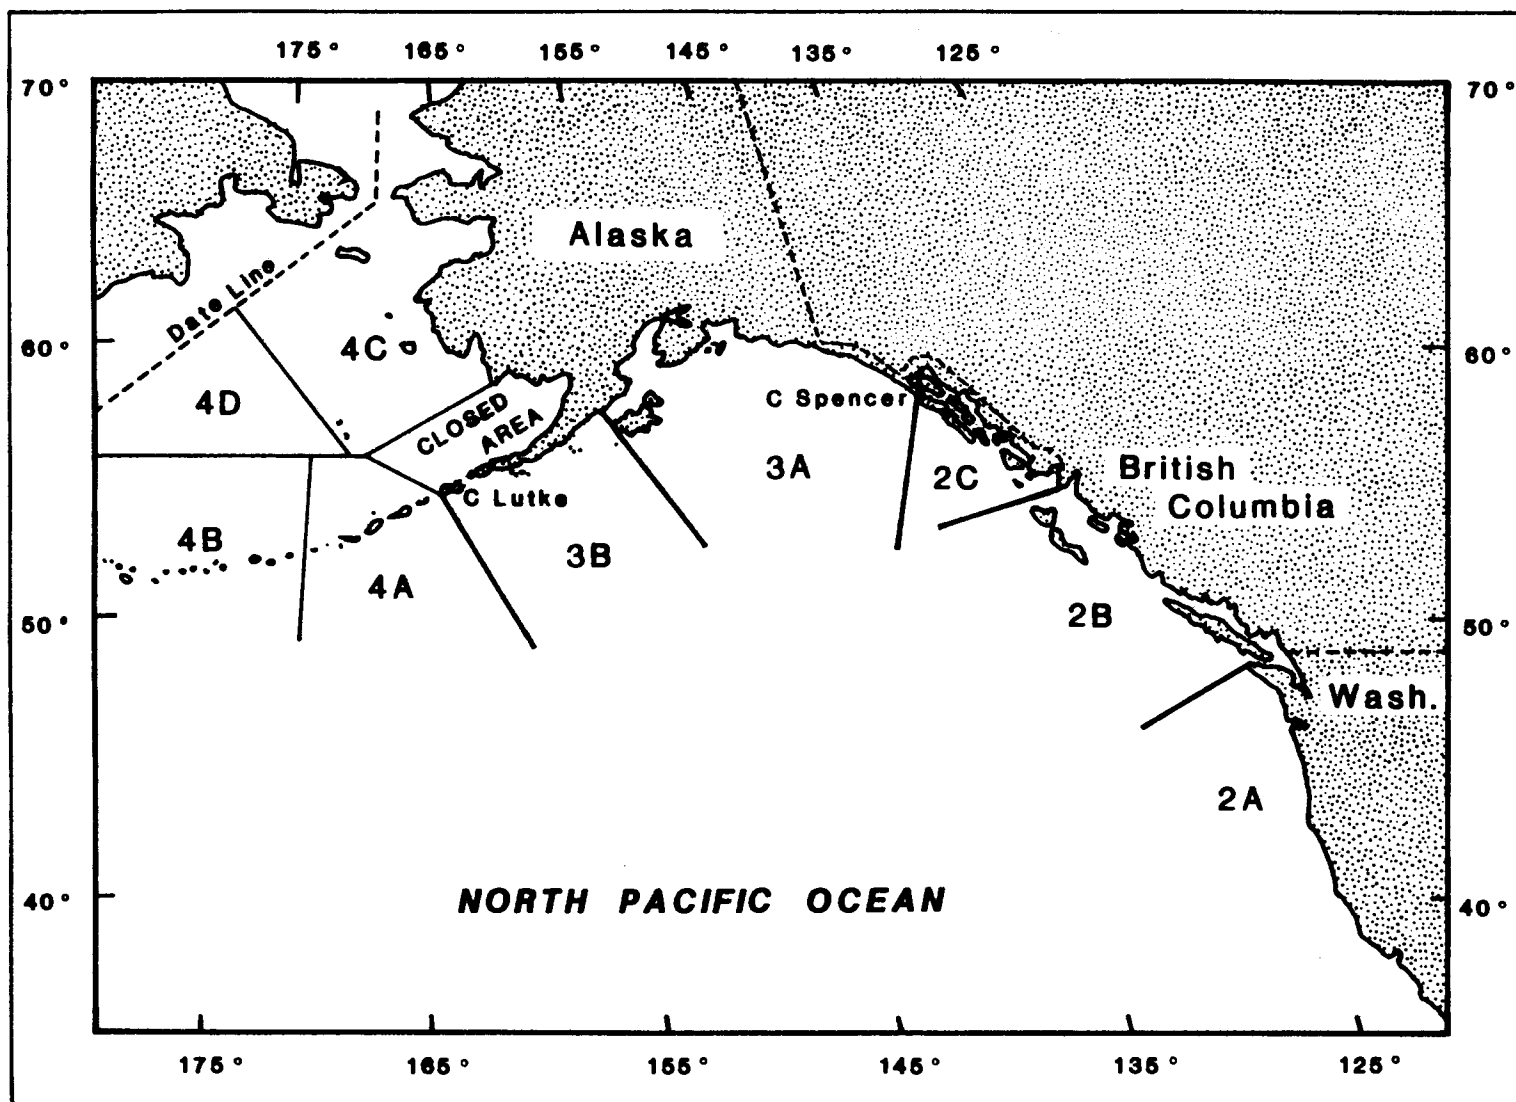 175° 165° 155° 145° 135° 125°
70° 70°
Alaska
Date Line
60° 4C 60°
4D C Spencer
CLOSED
AREA
3A 2C British
C Lutke Columbia
4B 3B
4A
50° 2B 50°
Wash.
2A
40° NORTH PACIFIC OCEAN 40°
175° 165° 155° 145° 135° 125°